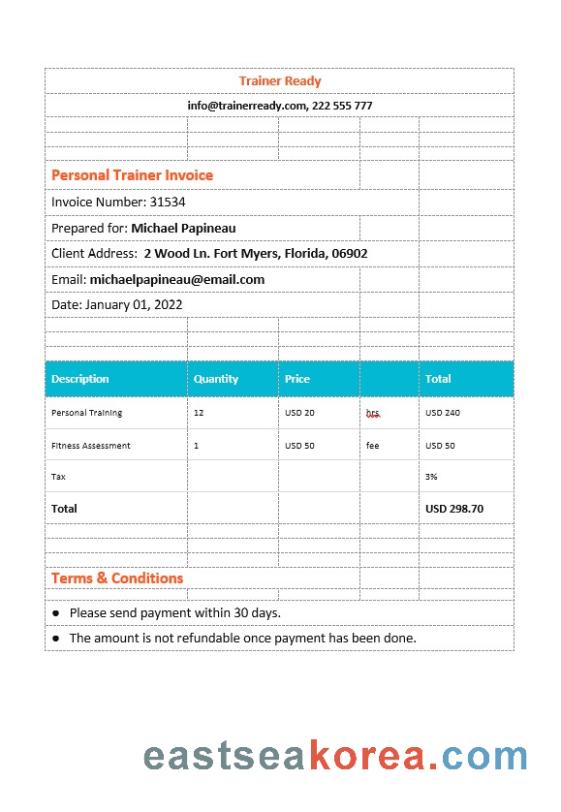 Trainer Ready
info@trainerready.com, 222 555 777
Personal Trainer Invoice
Invoice Number: 31534
Prepared for: Michael Papineau
Client Address: 2 Wood Ln. Fort Myers, Florida, 06902
Email: michaelpapineau@email.com
Date: January 01, 2022
Description Quantity Price Total
Personal Training 12 USD 20 hrs. USD 240
Fitness Assessment 1 USD 50 fee USD 50
Tax 3%
Total USD 298.70
Terms & Conditions
● Please send payment within 30 days.
● The amount is not refundable once payment has been done.
eastseakorea.com